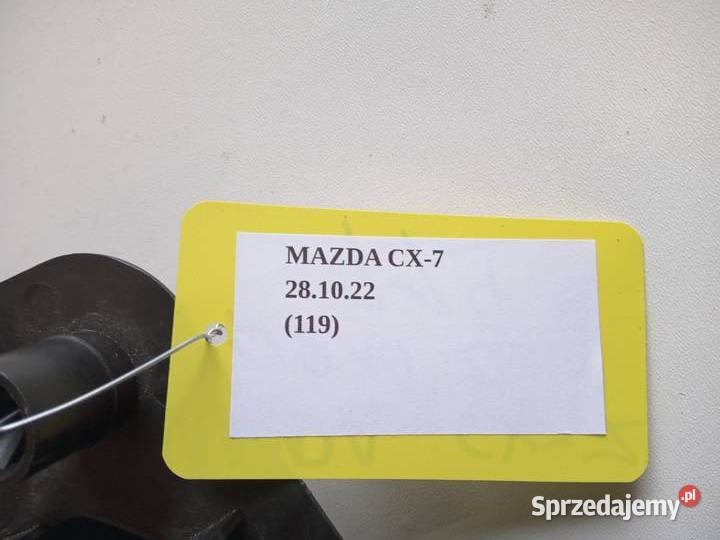 MAZDA CX-7
28.10.22
(119)
Sprzedajemy.pl